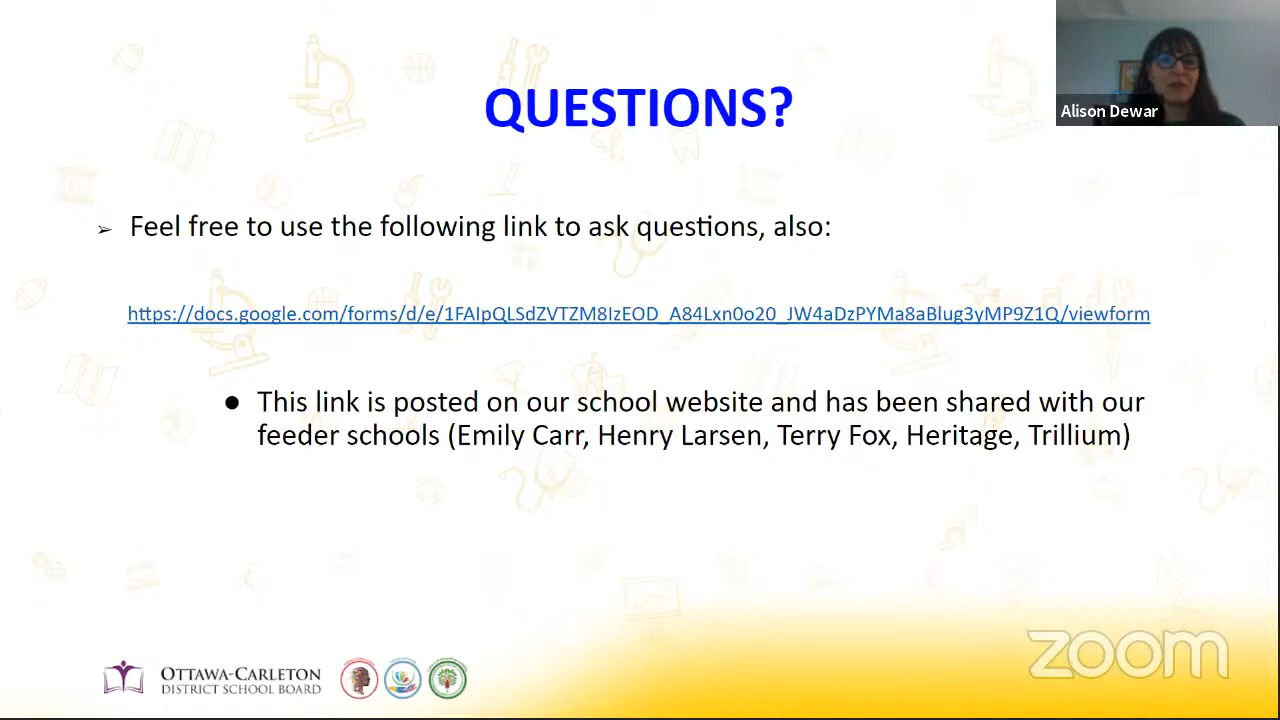 QUESTIONS?
Alison Dewar
➢ Feel free to use the following link to ask questions, also:
https://docs.google.com/forms/d/e/1FAIpQLSdZVTZM8IzEOD_A84Lxn0o20_JW4aDzPYMa8aBlug3yMP9Z1Q/viewform
● This link is posted on our school website and has been shared with our
feeder schools (Emily Carr, Henry Larsen, Terry Fox, Heritage, Trillium)
OTTAWA-CARLETON
DISTRICT SCHOOL BOARD
zoom